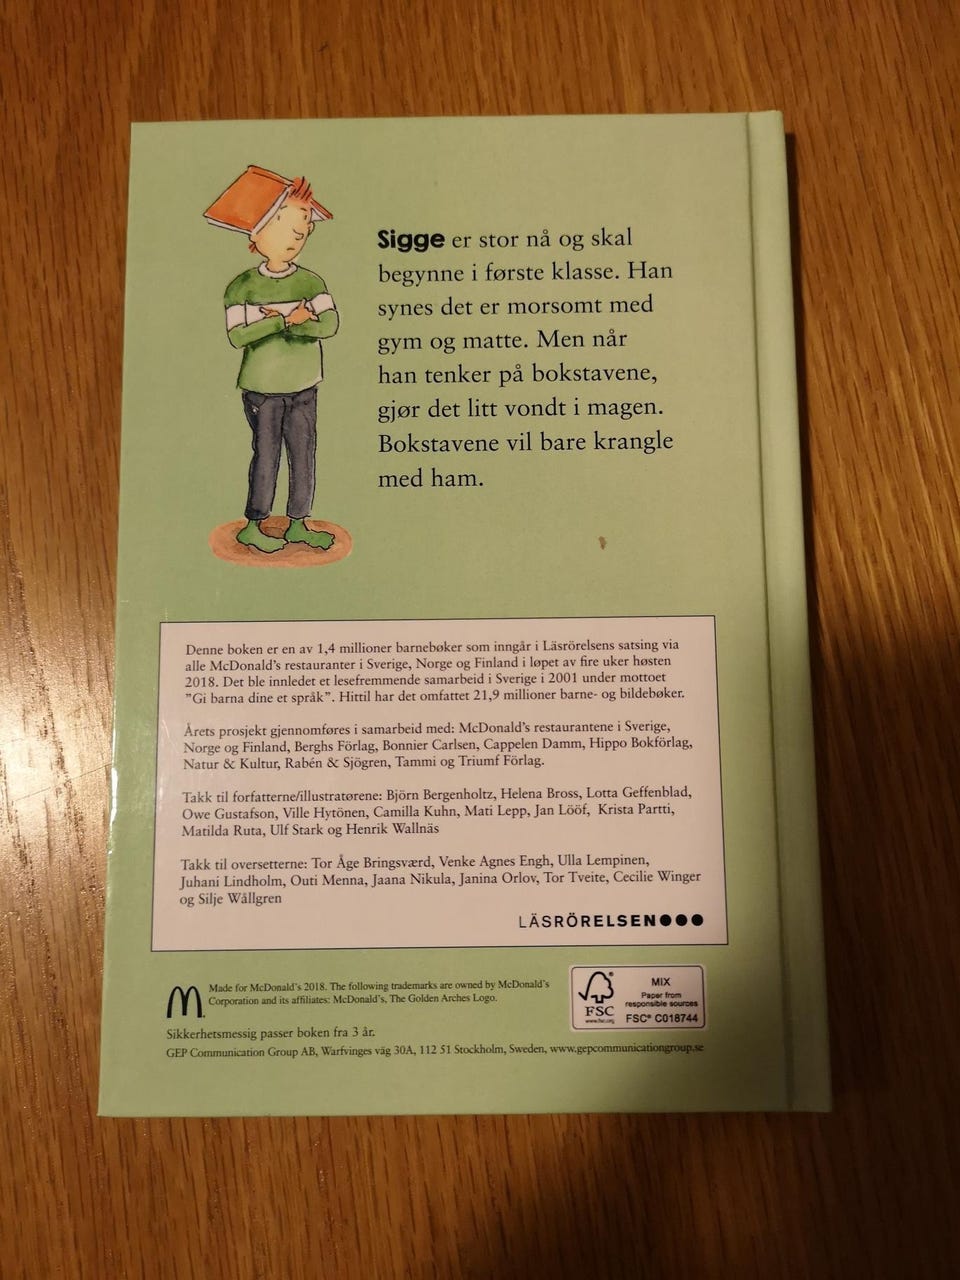 Sigge er stor nå og skal
begynne i første klasse. Han
synes det er morsomt med
gym og matte. Men når
han tenker på bokstavene,
gjør det litt vondt i magen.
Bokstavene vil bare krangle
med ham.
Denne boken er en av 1,4 millioner barnebøker som inngår i Läsrörelsens satsing via
alle McDonald's restauranter i Sverige, Norge og Finland i løpet av fire uker høsten
2018. Det ble innledet et lesefremmende samarbeid i Sverige i 2001 under mottoet
”Gi barna dine et språk”. Hittil har det omfattet 21,9 millioner barne- og bildebøker.
Årets prosjekt gjennomføres i samarbeid med: McDonald's restaurantene i Sverige,
Norge og Finland, Berghs Förlag, Bonnier Carlsen, Cappelen Damm, Hippo Bokförlag,
Natur & Kultur, Rabén & Sjögren, Tammi og Triumf Förlag.
Takk til forfatterne/illustratørene: Björn Bergenholtz, Helena Bross, Lotta Geffenblad,
Owe Gustafson, Ville Hytönen, Camilla Kuhn, Mati Lepp, Jan Lööf, Krista Partti,
Matilda Ruta, Ulf Stark og Henrik Wallnäs
Takk til oversetterne: Tor Åge Bringsværd, Venke Agnes Engh, Ulla Lempinen,
Juhani Lindholm, Outi Menna, Jaana Nikula, Janina Orlov, Tor Tveite, Cecilie Winger
og Silje Wållgren
LÄSRÖRELSEN●●●
Made for McDonald's 2018. The following trademarks are owned by McDonald's
Corporation and its affiliates: McDonald's, The Golden Arches Logo.
Sikkerhetsmessig passer boken fra 3 år.
GEP Communication Group AB, Warfvinges väg 30A, 112 51 Stockholm, Sweden, www.gepcommunicationgroup.se
FSC
www.fsc.org
MIX
Paper from
responsible sources
FSC® C018744